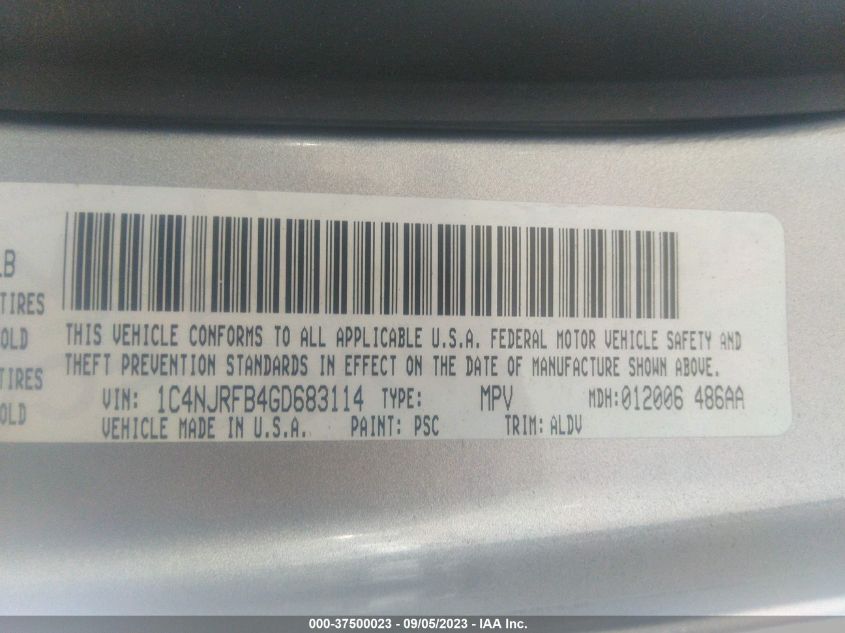 LB
TIRES
OLD
TIRES
OLD
THIS VEHICLE CONFORMS TO ALL APPLICABLE U.S.A. FEDERAL MOTOR VEHICLE SAFETY AND
THEFT PREVENTION STANDARDS IN EFFECT ON THE DATE OF MANUFACTURE SHOWN ABOVE.
VIN: 1C4NJRFB4GD683114 TYPE: MPV MDH:012006 486AA
VEHICLE MADE IN U.S.A. PAINT: PSC TRIM: ALDV
000-37500023 - 09/05/2023 - IAA Inc.